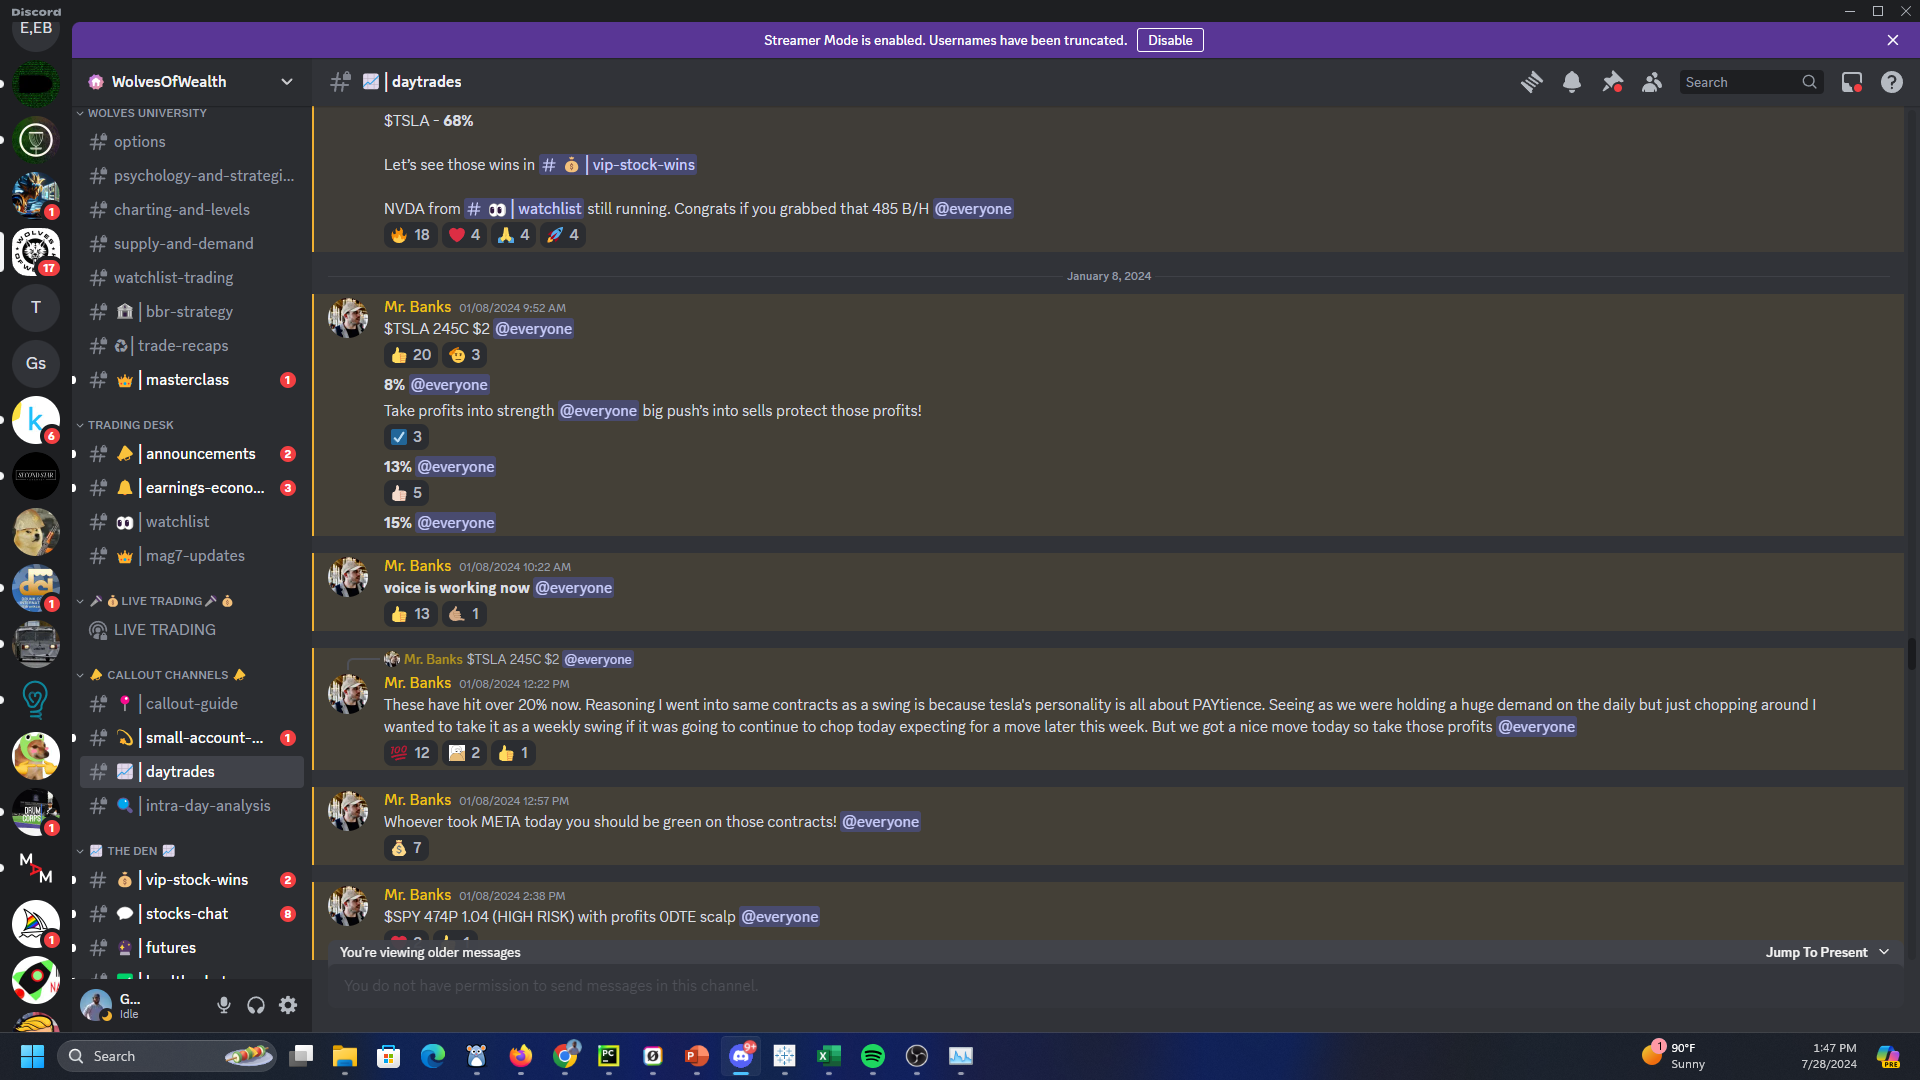 Discord
Streamer Mode is enabled. Usernames have been truncated.
Disable
E,EB
1
17
T
Gs
6
SECOND STAR
dci
1
DRUM CORPS
1
M A M
1
WolvesOfWealth
WOLVES UNIVERSITY
options
psychology-and-strategi...
charting-and-levels
supply-and-demand
watchlist-trading
| bbr-strategy
| trade-recaps
| masterclass
1
TRADING DESK
| announcements
2
| earnings-econo...
3
| watchlist
| mag7-updates
LIVE TRADING
LIVE TRADING
CALLOUT CHANNELS
| callout-guide
| small-account-...
1
| daytrades
| intra-day-analysis
THE DEN
| vip-stock-wins
2
| stocks-chat
8
futures
G...
Idle
| daytrades
Search
$TSLA - 68%
Let's see those wins in # 💰 | vip-stock-wins
NVDA from # 👀 | watchlist still running. Congrats if you grabbed that 485 B/H @everyone
🔥 18 ❤️ 4 🙏 4 🚀 4
January 8, 2024
Mr. Banks 01/08/2024 9:52 AM
$TSLA 245C $2 @everyone
👍 20 🫡 3
8% @everyone
Take profits into strength @everyone big push's into sells protect those profits!
☑️ 3
13% @everyone
👍🏻 5
15% @everyone
Mr. Banks 01/08/2024 10:22 AM
voice is working now @everyone
👍 13 🤙🏽 1
Mr. Banks $TSLA 245C $2 @everyone
Mr. Banks 01/08/2024 12:22 PM
These have hit over 20% now. Reasoning I went into same contracts as a swing is because tesla's personality is all about PAYtience. Seeing as we were holding a huge demand on the daily but just chopping around I
wanted to take it as a weekly swing if it was going to continue to chop today expecting for a move later this week. But we got a nice move today so take those profits @everyone
💯 12 2 👍 1
Mr. Banks 01/08/2024 12:57 PM
Whoever took META today you should be green on those contracts! @everyone
💰 7
Mr. Banks 01/08/2024 2:38 PM
$SPY 474P 1.04 (HIGH RISK) with profits 0DTE scalp @everyone
You're viewing older messages
Jump To Present
You do not have permission to send messages in this channel.
Search
PC
9+
1
90°F
Sunny
1:47 PM
7/28/2024
PRE